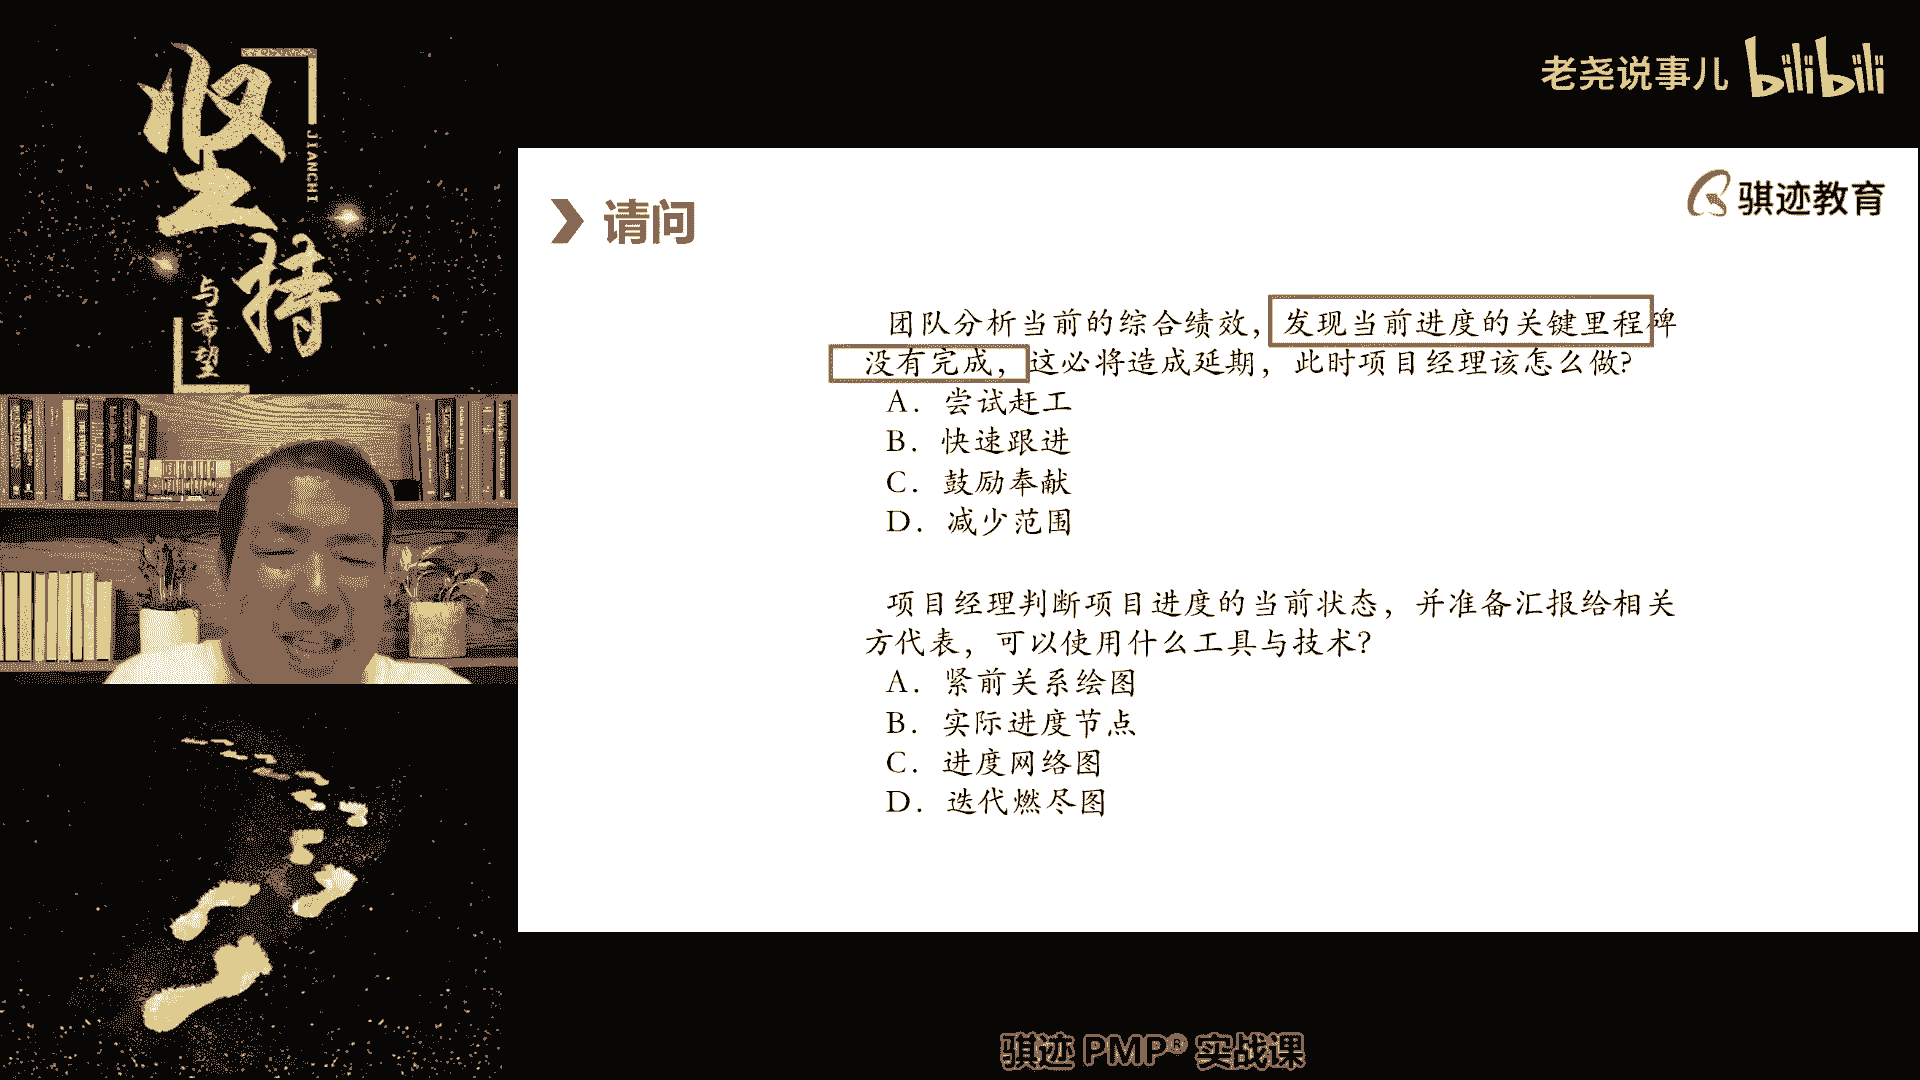 坚持
JIANCHI
与希望
老尧说事儿 bilibili
骐迹教育
请问
团队分析当前的综合绩效，发现当前进度的关键里程碑
没有完成，这必将造成延期，此时项目经理该怎么做?
A. 尝试赶工
B. 快速跟进
C. 鼓励奉献
D. 减少范围
项目经理判断项目进度的当前状态，并准备汇报给相关
方代表，可以使用什么工具与技术?
A. 紧前关系绘图
B. 实际进度节点
C. 进度网络图
D. 迭代燃尽图
骐迹 PMP® 实战课